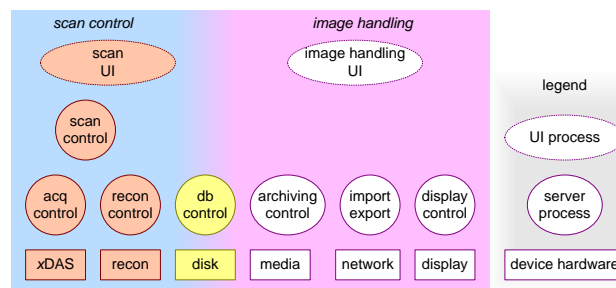 scan control
image handling
scan
UI
image handling
UI
legend
scan
control
UI process
acq
control
recon
control
db
control
archiving
control
import
export
display
control
server
process
xDAS
recon
disk
media
network
display
device hardware